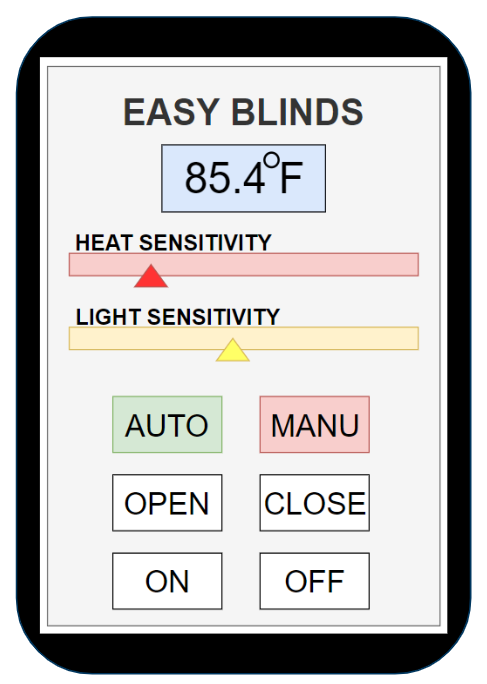 EASY BLINDS
85.4°F
HEAT SENSITIVITY
LIGHT SENSITIVITY
AUTO MANU
OPEN CLOSE
ON OFF